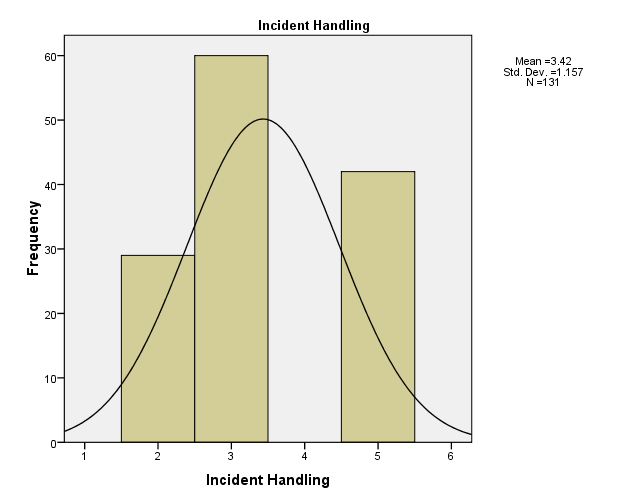 Incident Handling
Mean =3.42
Std. Dev. =1.157
N =131
Frequency
60
50
40
30
20
10
0
1 2 3 4 5 6
Incident Handling